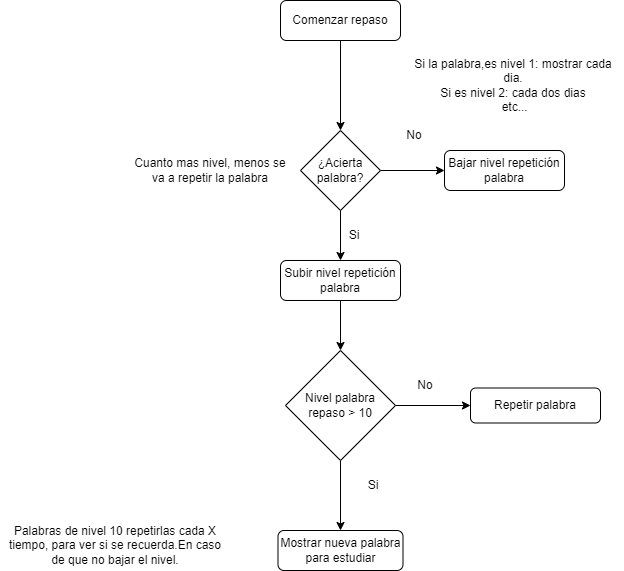 Comenzar repaso
Si la palabra,es nivel 1: mostrar cada
dia.
Si es nivel 2: cada dos dias
etc...
No
Cuanto mas nivel, menos se
va a repetir la palabra
¿Acierta
palabra?
Bajar nivel repetición
palabra
Si
Subir nivel repetición
palabra
No
Nivel palabra
repaso > 10
Repetir palabra
Si
Palabras de nivel 10 repetirlas cada X
tiempo, para ver si se recuerda.En caso
de que no bajar el nivel.
Mostrar nueva palabra
para estudiar